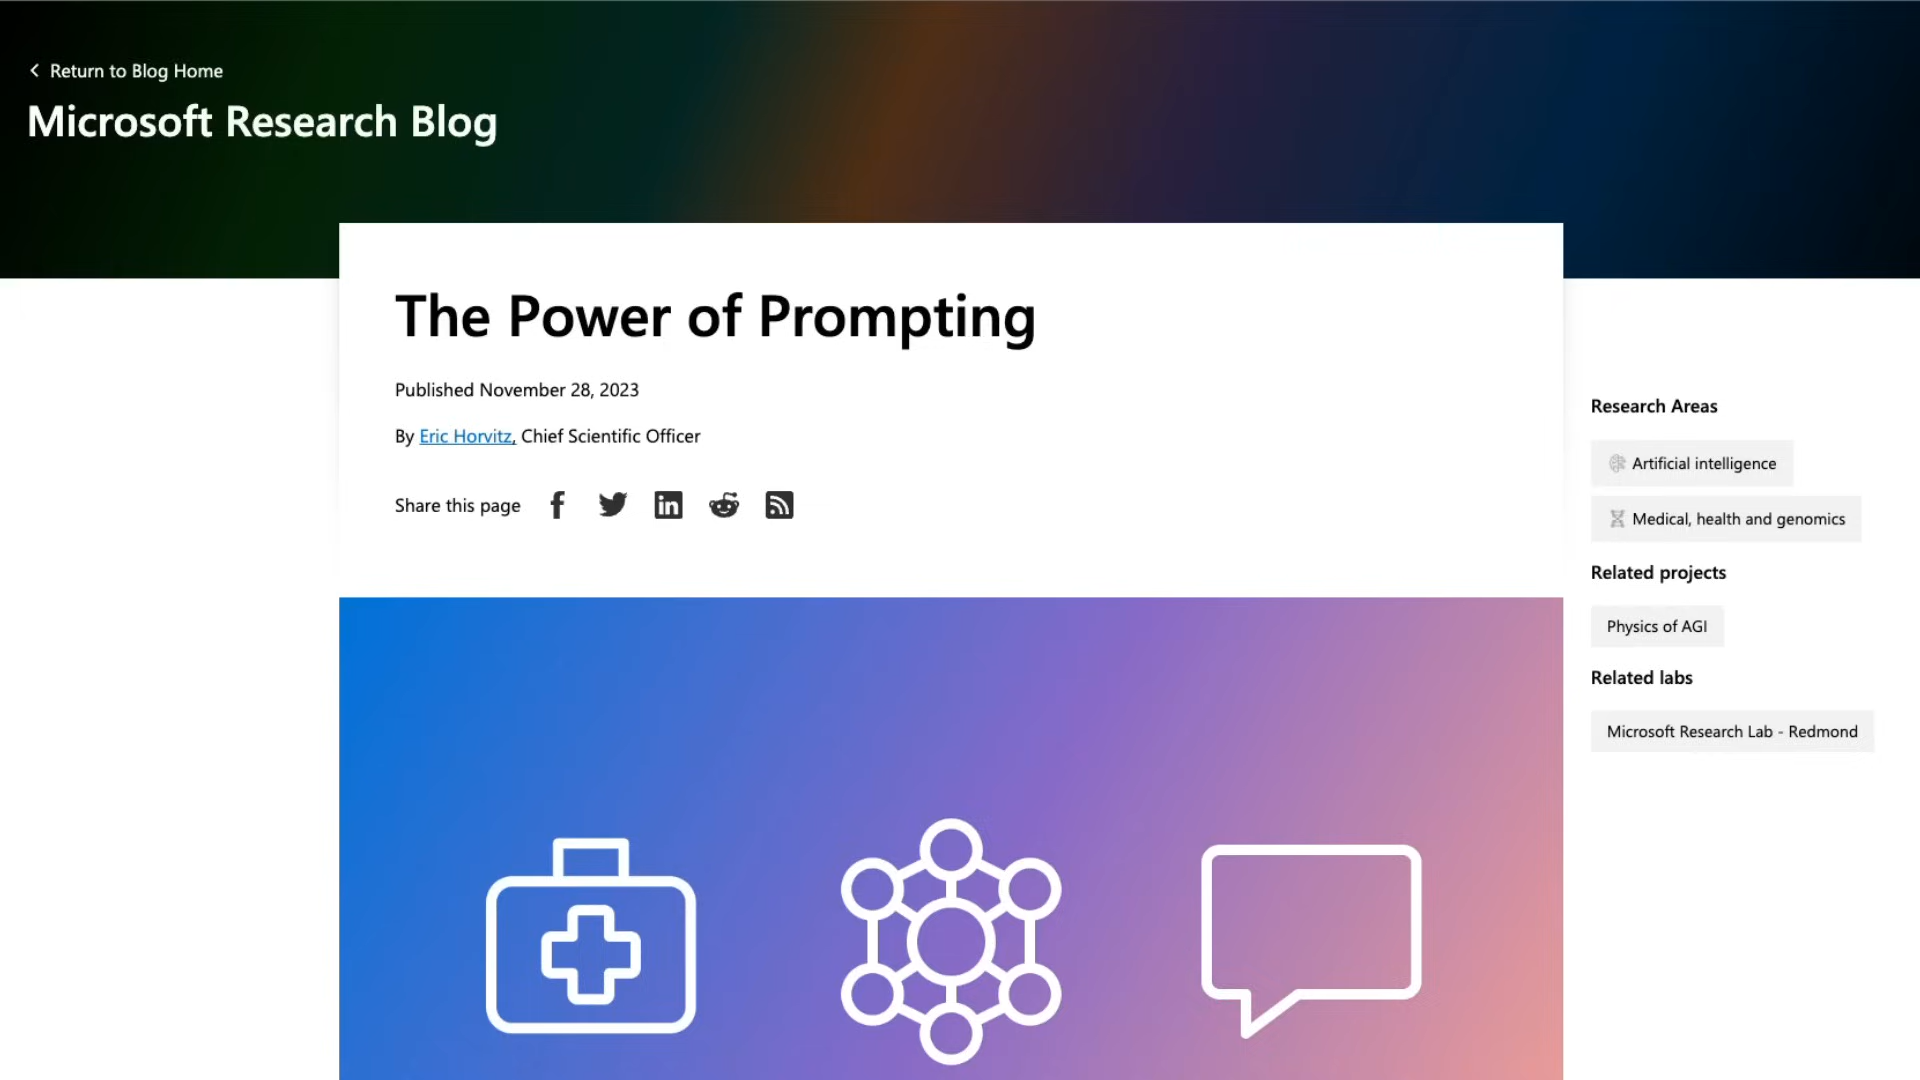 Return to Blog Home
Microsoft Research Blog
The Power of Prompting
Published November 28, 2023
By Eric Horvitz, Chief Scientific Officer
Share this page
Research Areas
Artificial intelligence
Medical, health and genomics
Related projects
Physics of AGI
Related labs
Microsoft Research Lab - Redmond